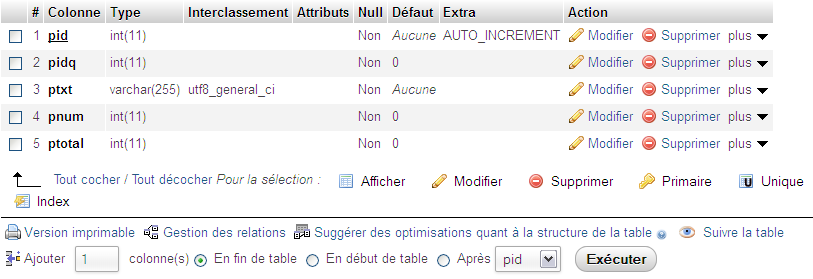 # Colonne Type Interclassement Attributs Null Défaut Extra Action
1 pid int(11) Non Aucune AUTO_INCREMENT Modifier Supprimer plus
2 pidq int(11) Non 0 Modifier Supprimer plus
3 ptxt varchar(255) utf8_general_ci Non Aucune Modifier Supprimer plus
4 pnum int(11) Non 0 Modifier Supprimer plus
5 ptotal int(11) Non 0 Modifier Supprimer plus
Tout cocher / Tout décocher Pour la sélection : Afficher Modifier Supprimer Primaire Unique
Index
Version imprimable Gestion des relations Suggérer des optimisations quant à la structure de la table Suivre la table
Ajouter 1 colonne(s) En fin de table En début de table Après pid Exécuter